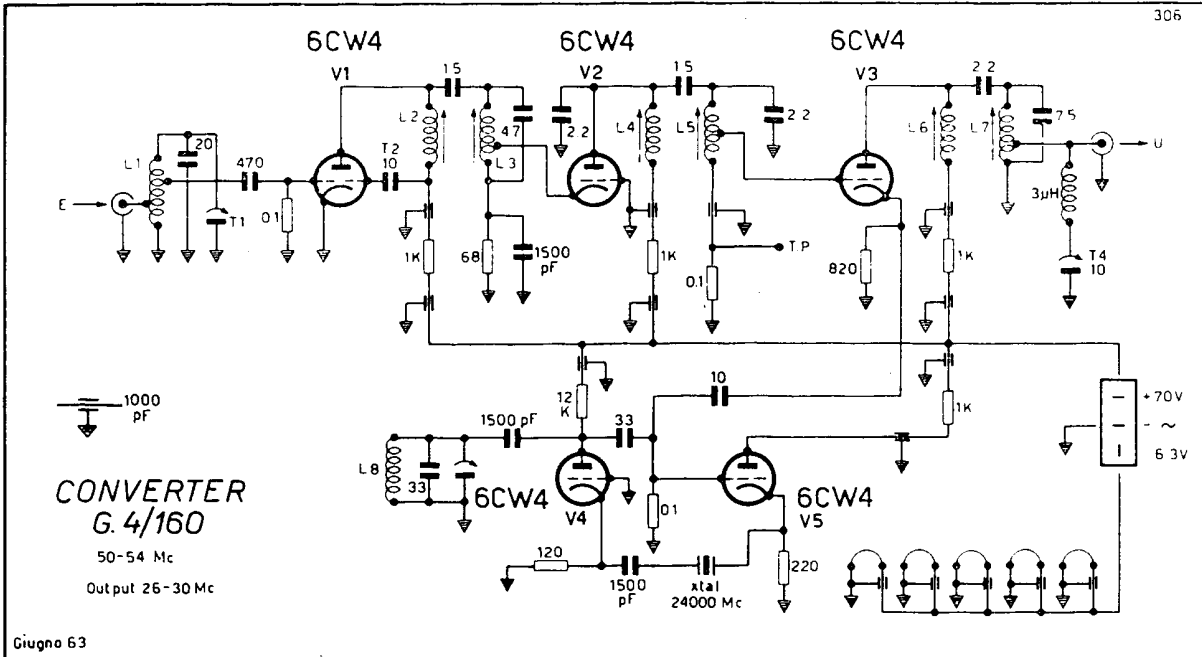 306
6CW4
6CW4
6CW4
V1
V2
V3
15
15
2 2
L2
47
2.2
L4
L5
2 2
L6
L7
7.5
L1
20
470
T2
10
L3
U
E
T1
0.1
3µH
1K
68
1500
pF
1K
T.P
0.1
820
1K
T4
10
1000
pF
12
K
10
1K
+70V
- ~
6 3V
1500 pF
33
L8
33
6CW4
V4
0.1
6CW4
V5
CONVERTER
G. 4/160
50-54 Mc
Output 26-30 Mc
120
1500
pF
xtal
24000 Mc
220
Giugno 63